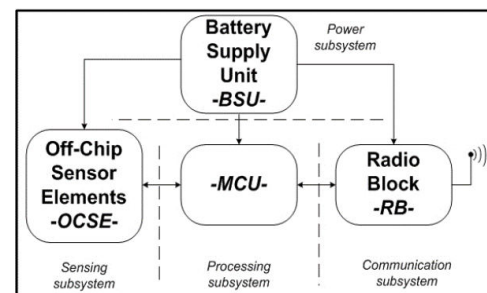 Battery
Supply
Unit
-BSU-
Power
subsystem
Off-Chip
Sensor
Elements
-OCSE-
-MCU-
Radio
Block
-RB-
Sensing
subsystem
Processing
subsystem
Communication
subsystem